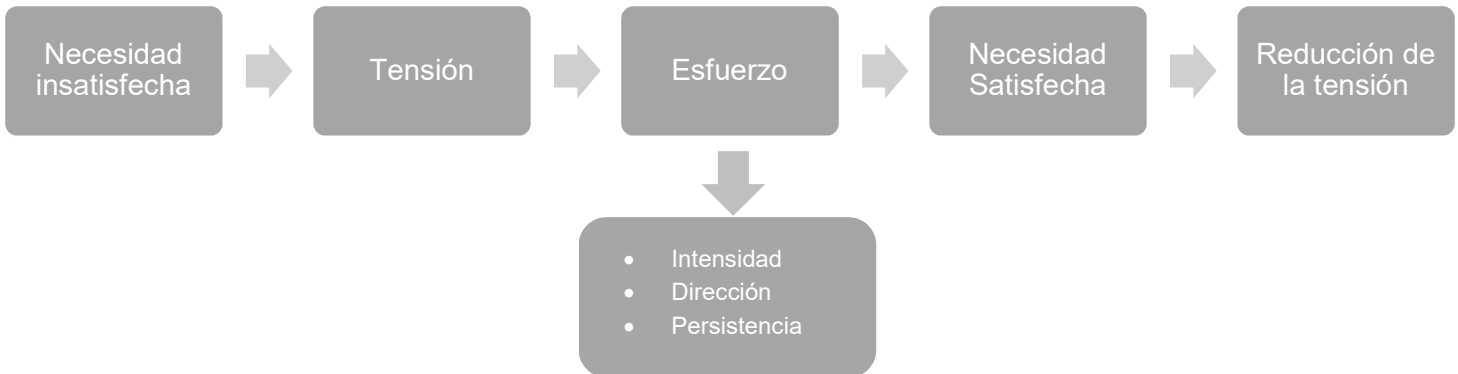 Necesidad
insatisfecha
Tensión
Esfuerzo
Necesidad
Satisfecha
Reducción de
la tensión
• Intensidad
• Dirección
• Persistencia